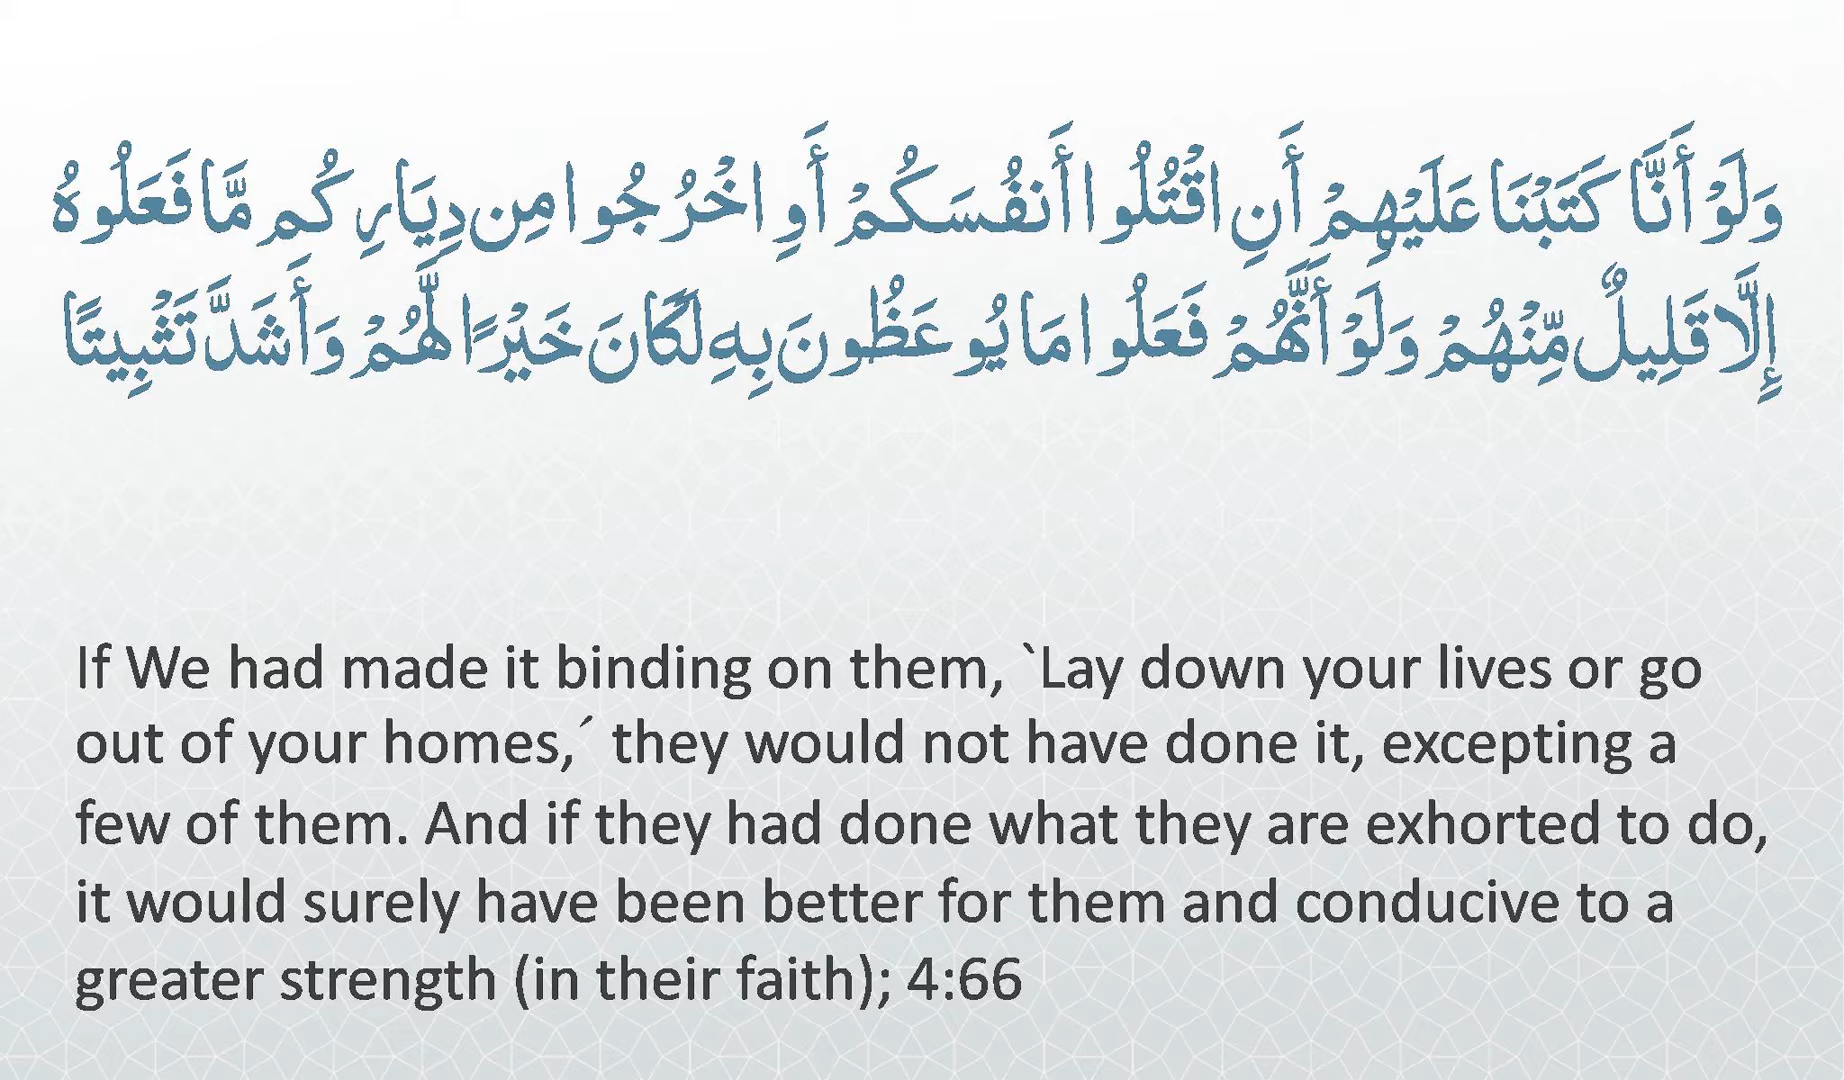 وَلَوْ أَنَّا كَتَبْنَا عَلَيْهِمْ أَنِ اقْتُلُوا أَنفُسَكُمْ أَوِ اخْرُجُوا مِن دِيَارِكُم مَّا فَعَلُوهُ
إِلَّا قَلِيلٌ مِّنْهُمْ وَلَوْ أَنَّهُمْ فَعَلُوا مَا يُوعَظُونَ بِهِ لَكَانَ خَيْرًا لَّهُمْ وَأَشَدَّ تَثْبِيتًا
If We had made it binding on them, `Lay down your lives or go
out of your homes,´ they would not have done it, excepting a
few of them. And if they had done what they are exhorted to do,
it would surely have been better for them and conducive to a
greater strength (in their faith); 4:66